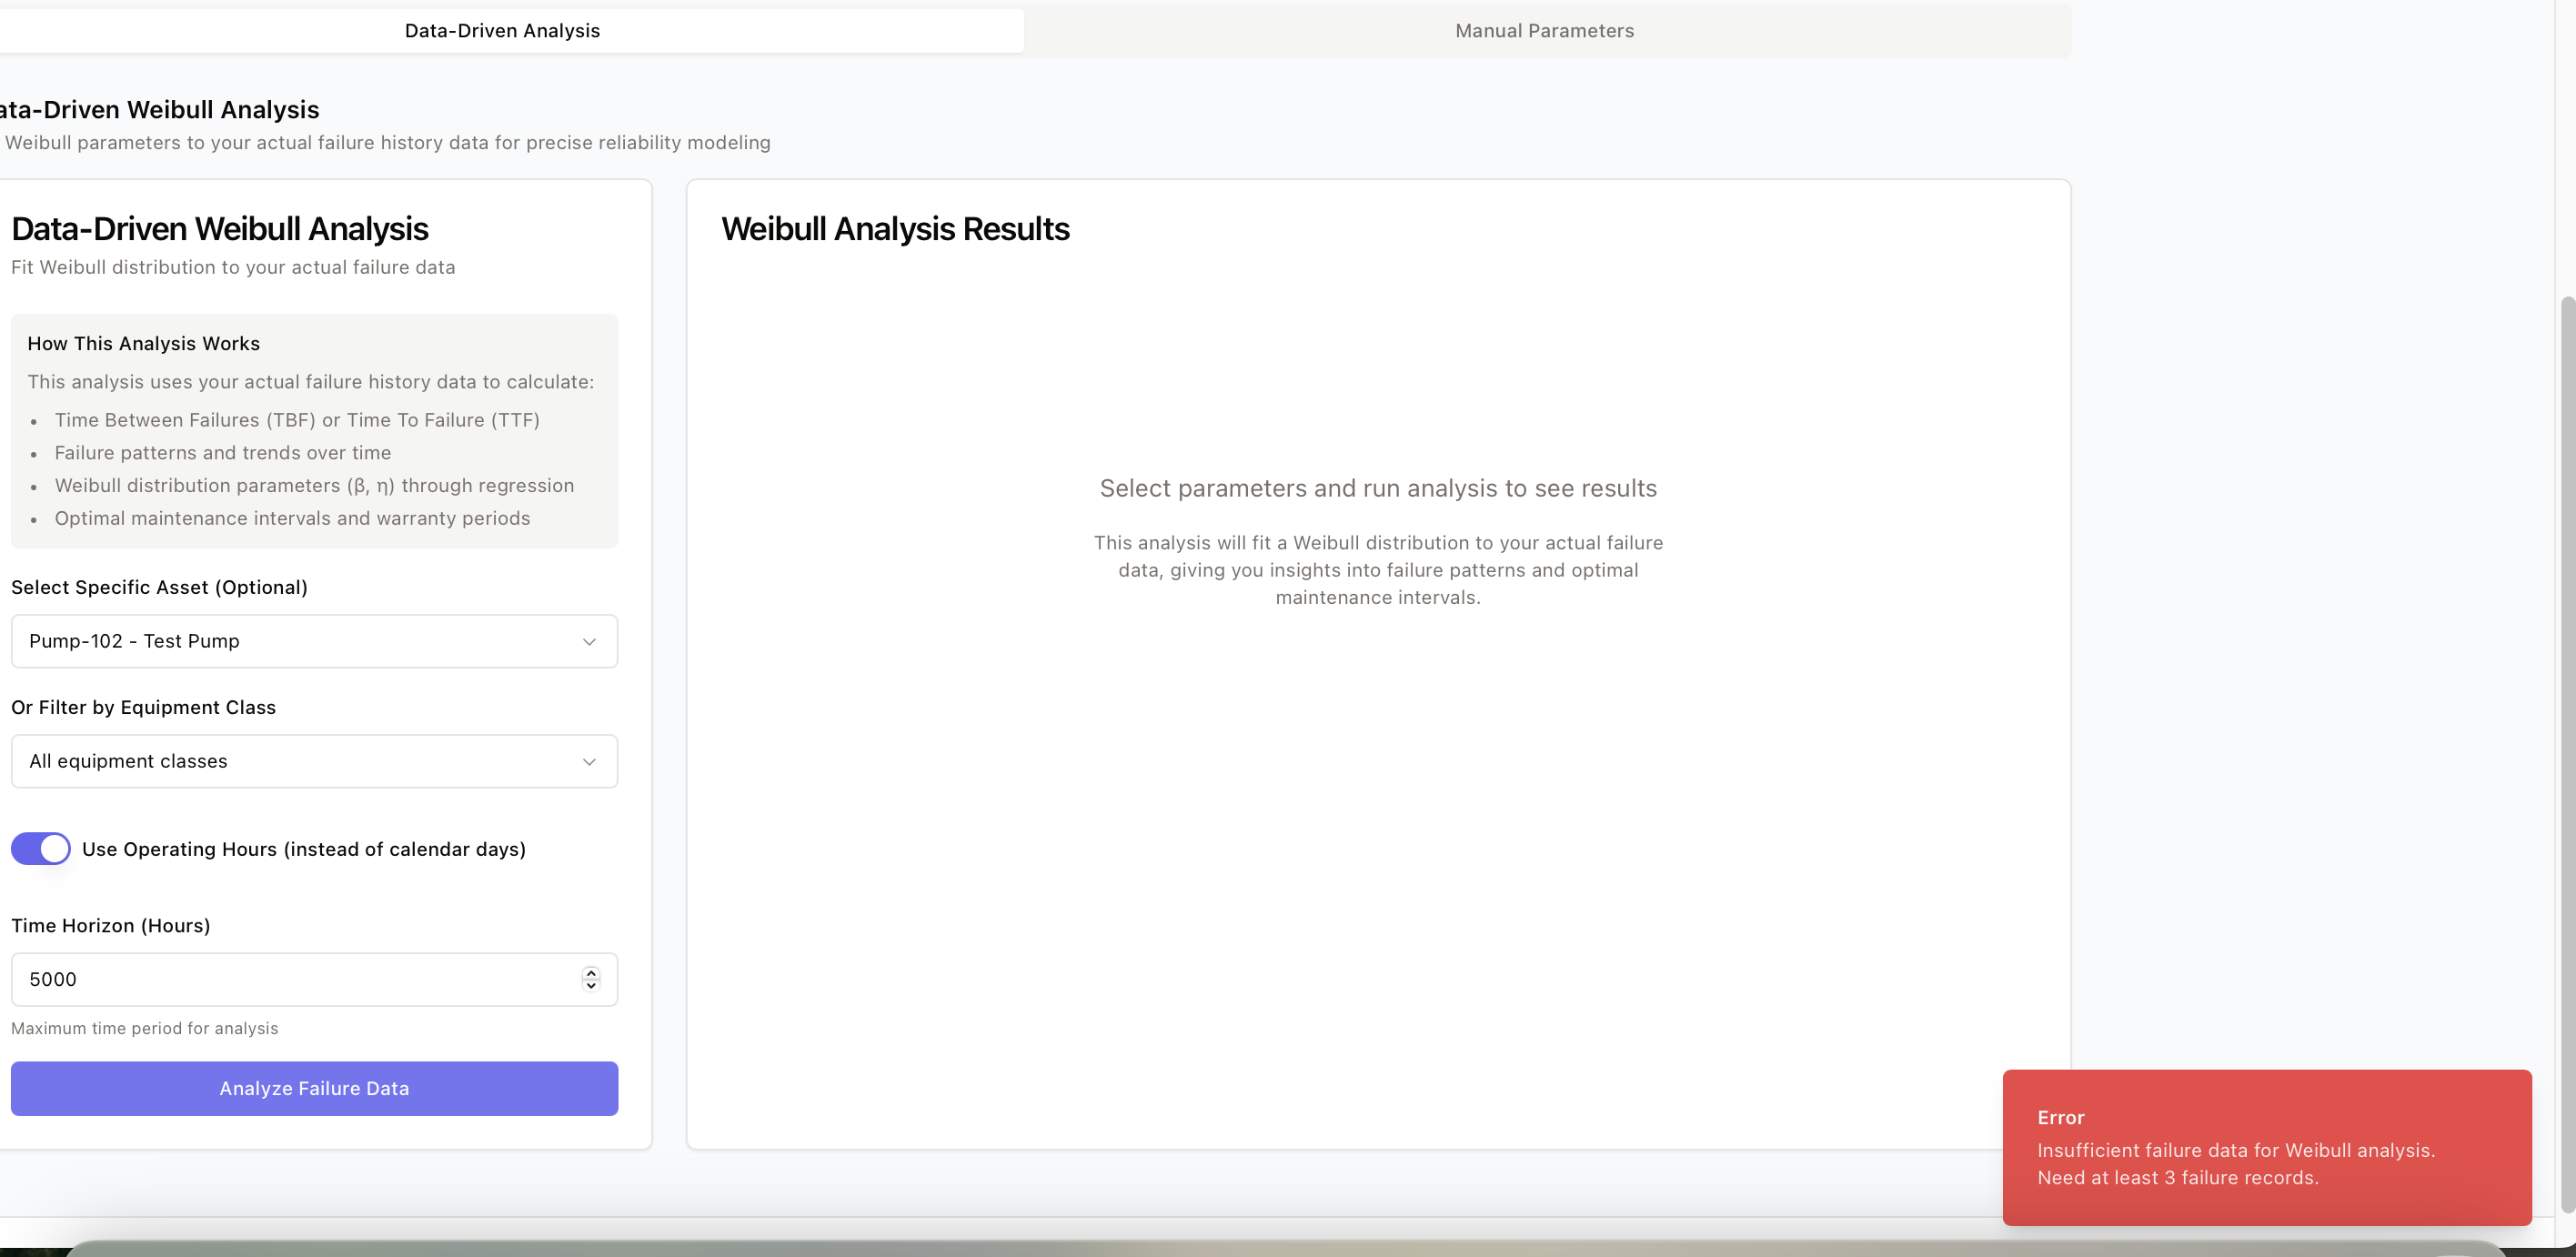 Data-Driven Analysis
Manual Parameters
ata-Driven Weibull Analysis
Weibull parameters to your actual failure history data for precise reliability modeling
Data-Driven Weibull Analysis
Fit Weibull distribution to your actual failure data
How This Analysis Works
This analysis uses your actual failure history data to calculate:
• Time Between Failures (TBF) or Time To Failure (TTF)
• Failure patterns and trends over time
• Weibull distribution parameters (β, η) through regression
• Optimal maintenance intervals and warranty periods
Select Specific Asset (Optional)
Pump-102 - Test Pump
Or Filter by Equipment Class
All equipment classes
Use Operating Hours (instead of calendar days)
Time Horizon (Hours)
5000
Maximum time period for analysis
Analyze Failure Data
Weibull Analysis Results
Select parameters and run analysis to see results
This analysis will fit a Weibull distribution to your actual failure
data, giving you insights into failure patterns and optimal
maintenance intervals.
Error
Insufficient failure data for Weibull analysis.
Need at least 3 failure records.